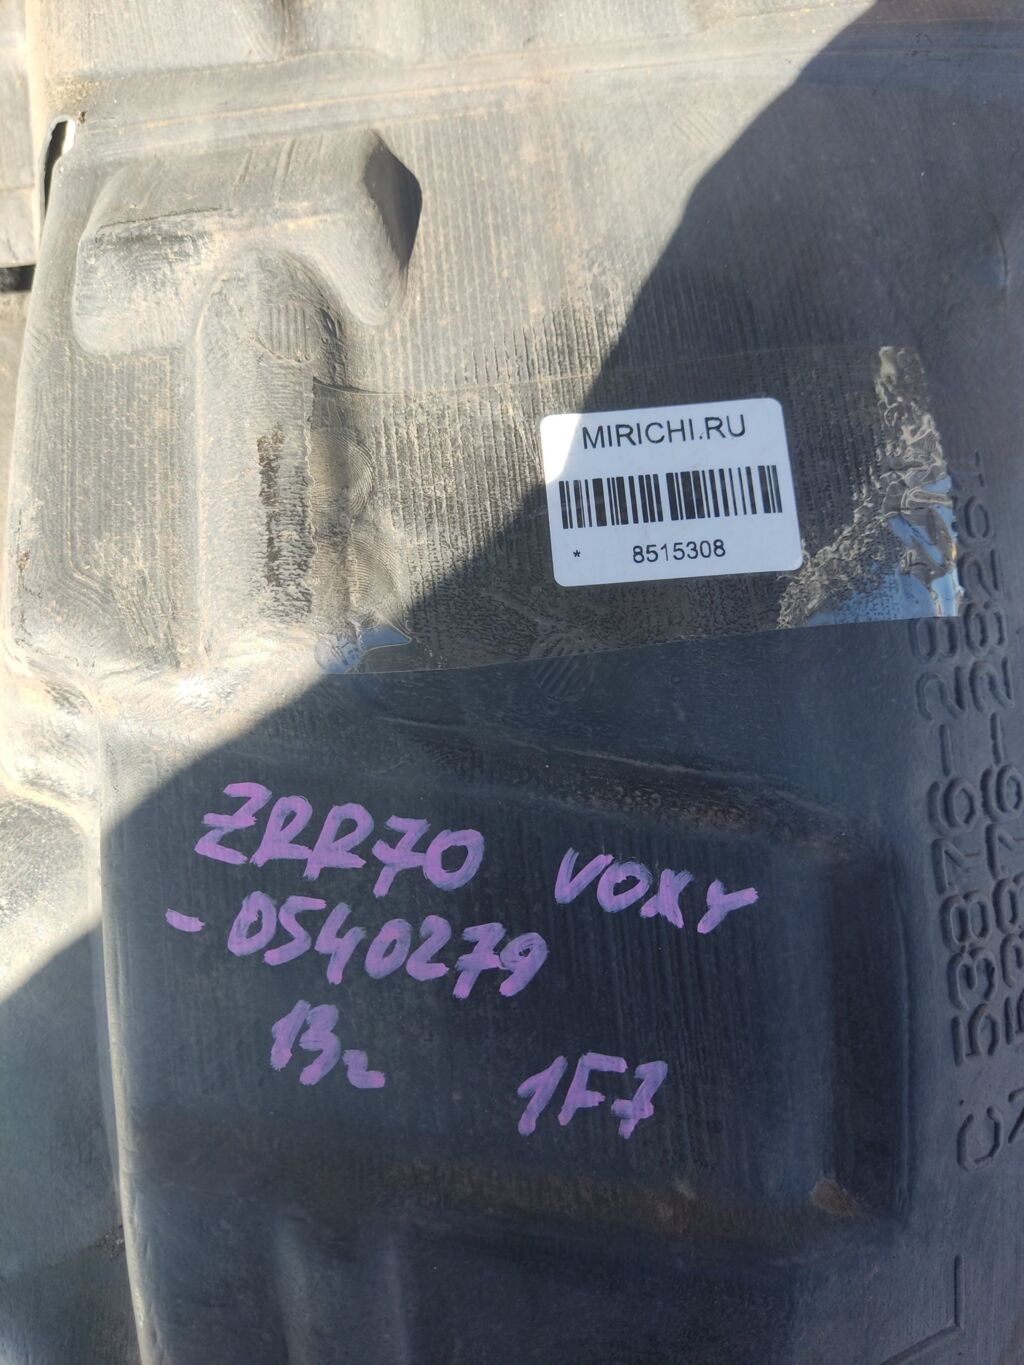 MIRICHI.RU
* 8515308
ZRR70 VOXY
-0540279
13г 1F7